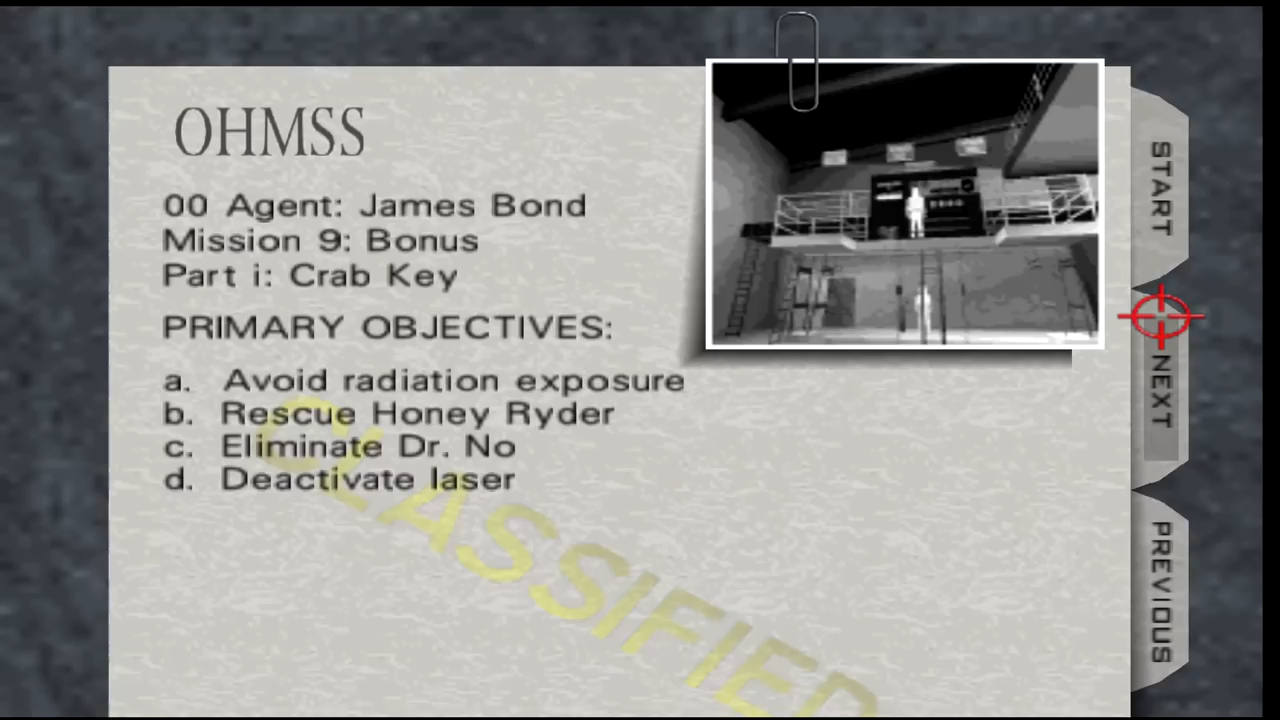 OHMSS
00 Agent: James Bond
Mission 9: Bonus
Part i: Crab Key
PRIMARY OBJECTIVES:
a. Avoid radiation exposure
b. Rescue Honey Ryder
c. Eliminate Dr. No
d. Deactivate laser
CLASSIFIED
START
NEXT
PREVIOUS